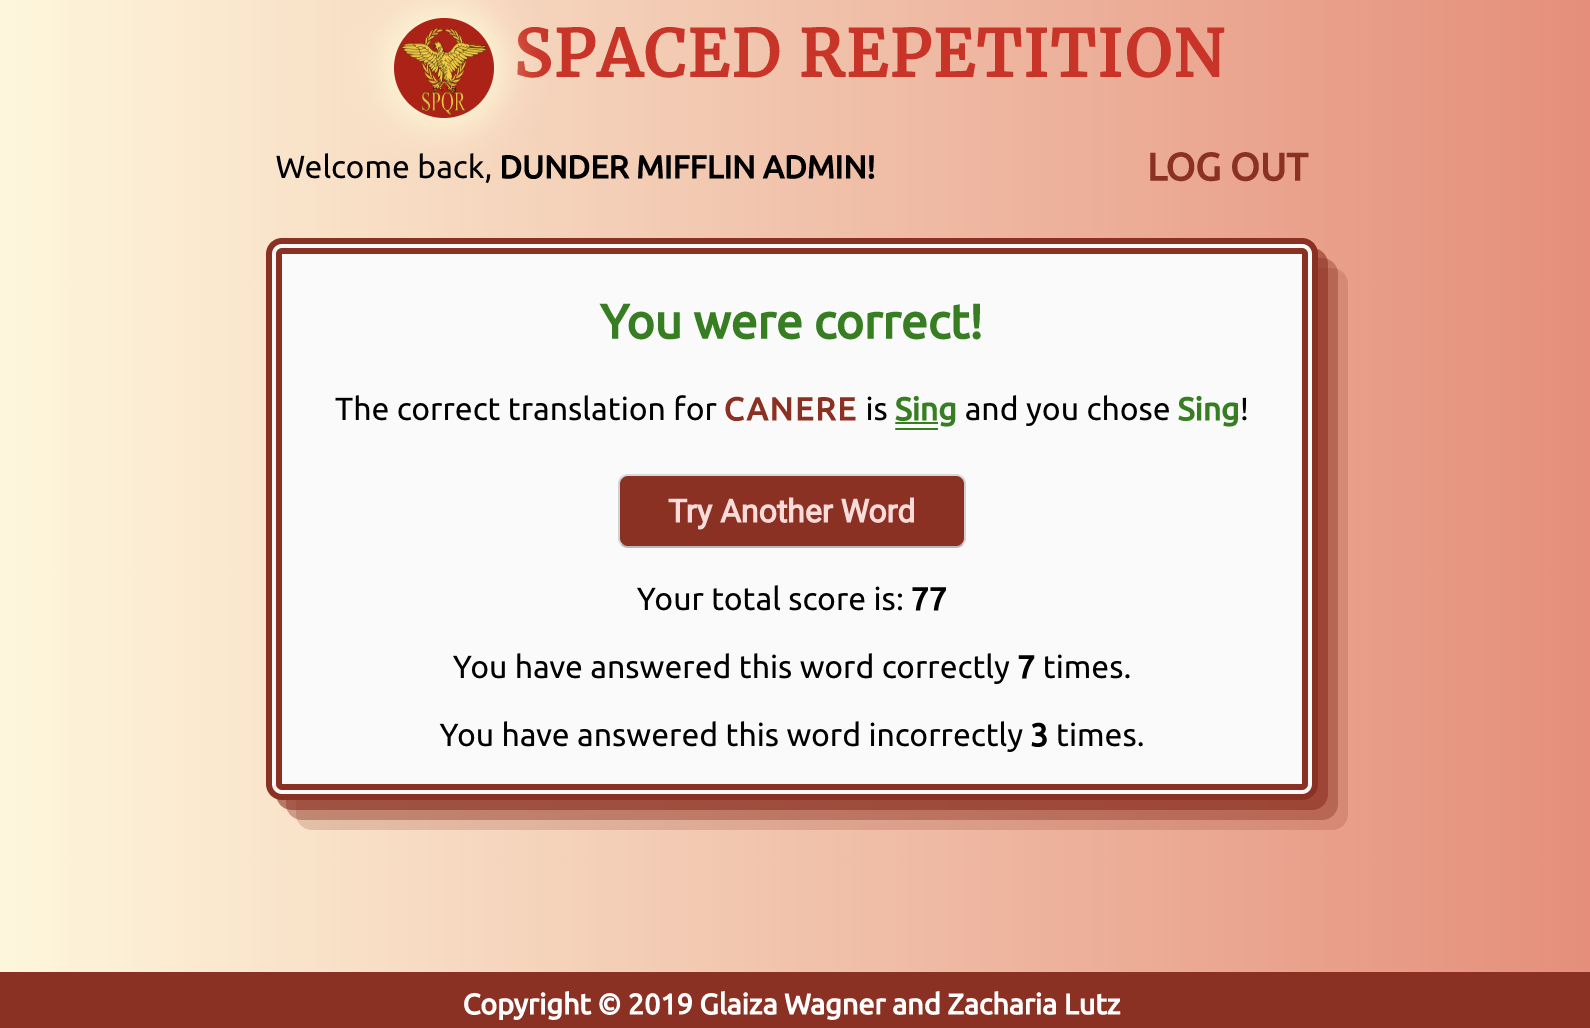 SPQR
SPACED REPETITION
Welcome back, DUNDER MIFFLIN ADMIN!
LOG OUT
You were correct!
The correct translation for CANERE is Sing and you chose Sing!
Try Another Word
Your total score is: 77
You have answered this word correctly 7 times.
You have answered this word incorrectly 3 times.
Copyright © 2019 Glaiza Wagner and Zacharia Lutz